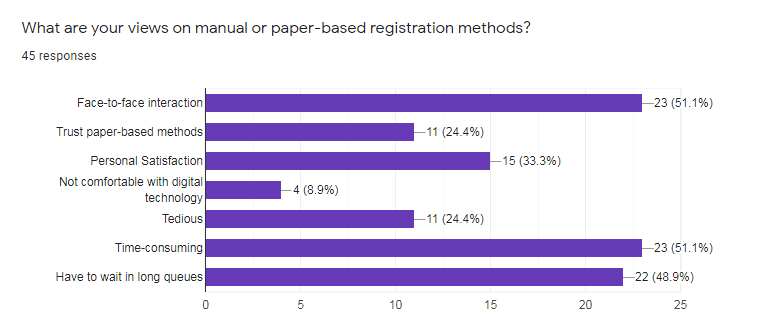 What are your views on manual or paper-based registration methods?
45 responses
Face-to-face interaction 23 (51.1%)
Trust paper-based methods 11 (24.4%)
Personal Satisfaction 15 (33.3%)
Not comfortable with digital
technology 4 (8.9%)
Tedious 11 (24.4%)
Time-consuming 23 (51.1%)
Have to wait in long queues 22 (48.9%)
0 5 10 15 20 25